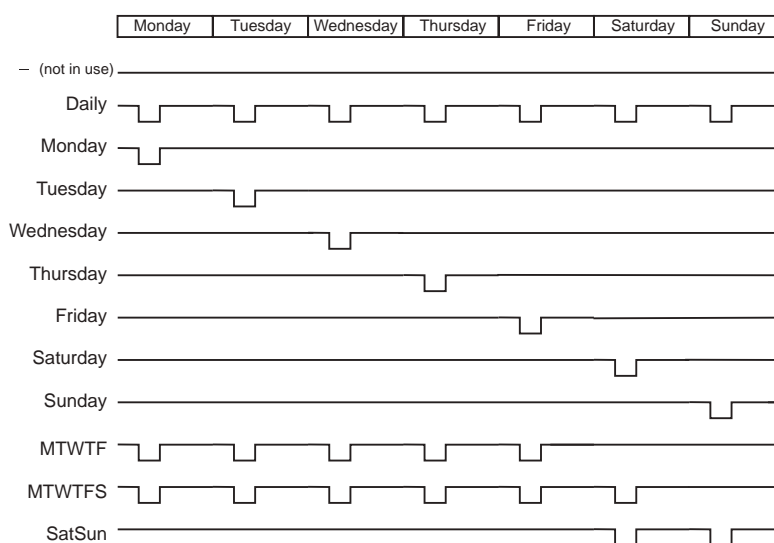 Monday Tuesday Wednesday Thursday Friday Saturday Sunday
– (not in use)
Daily
Monday
Tuesday
Wednesday
Thursday
Friday
Saturday
Sunday
MTWTF
MTWTFS
SatSun